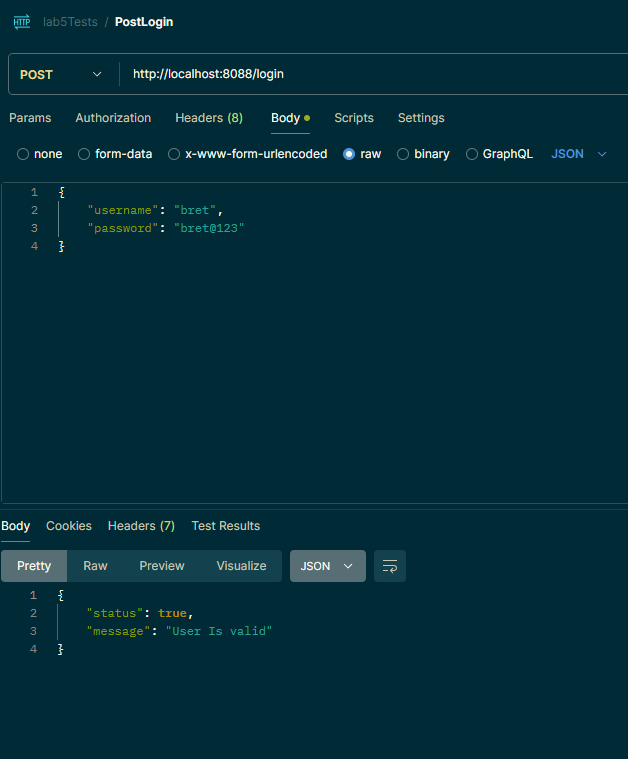 HTTP lab5Tests / PostLogin
POST http://localhost:8088/login
Params Authorization Headers (8) Body Scripts Settings
none form-data x-www-form-urlencoded raw binary GraphQL JSON
1 {
2 "username": "bret",
3 "password": "bret@123"
4 }
Body Cookies Headers (7) Test Results
Pretty Raw Preview Visualize JSON
1 {
2 "status": true,
3 "message": "User Is valid"
4 }